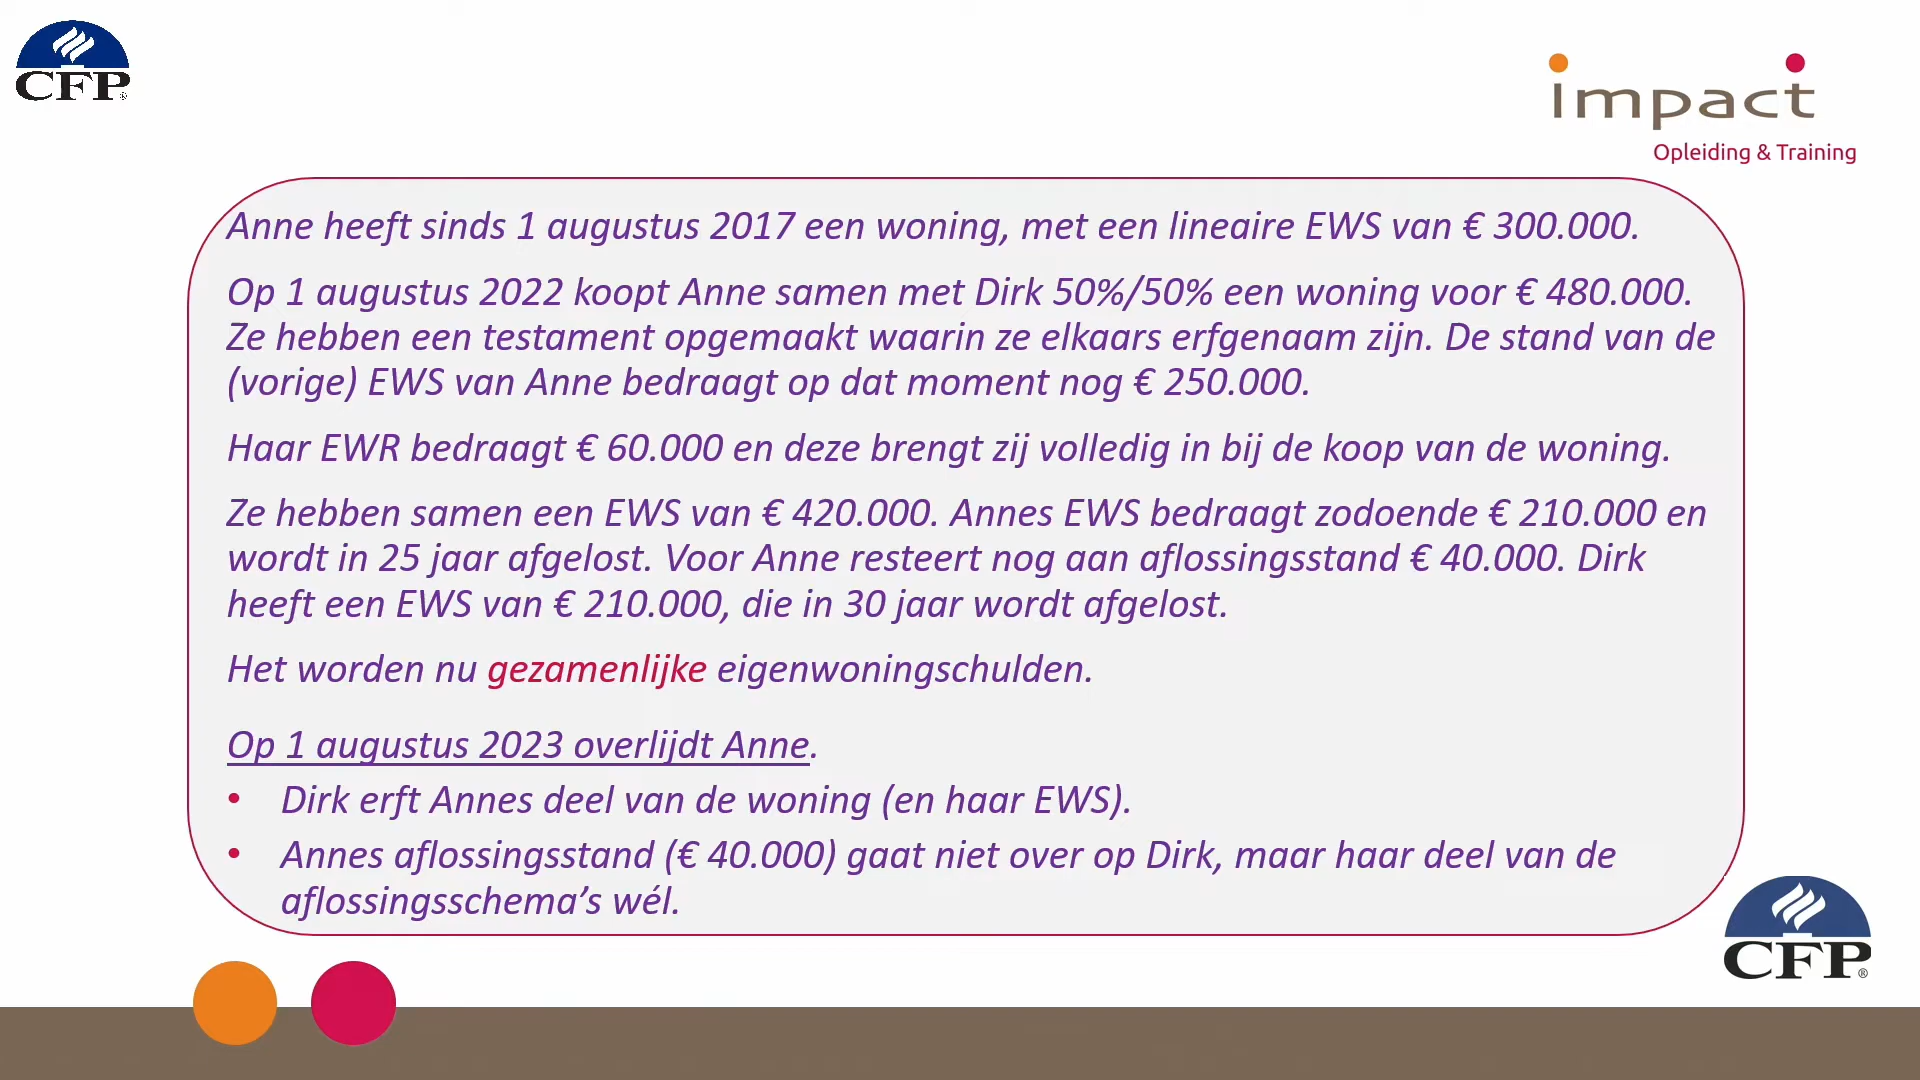 CFP®
impact
Opleiding & Training
Anne heeft sinds 1 augustus 2017 een woning, met een lineaire EWS van € 300.000.
Op 1 augustus 2022 koopt Anne samen met Dirk 50%/50% een woning voor € 480.000.
Ze hebben een testament opgemaakt waarin ze elkaars erfgenaam zijn. De stand van de
(vorige) EWS van Anne bedraagt op dat moment nog € 250.000.
Haar EWR bedraagt € 60.000 en deze brengt zij volledig in bij de koop van de woning.
Ze hebben samen een EWS van € 420.000. Annes EWS bedraagt zodoende € 210.000 en
wordt in 25 jaar afgelost. Voor Anne resteert nog aan aflossingsstand € 40.000. Dirk
heeft een EWS van € 210.000, die in 30 jaar wordt afgelost.
Het worden nu gezamenlijke eigenwoningschulden.
Op 1 augustus 2023 overlijdt Anne.
• Dirk erft Annes deel van de woning (en haar EWS).
• Annes aflossingsstand (€ 40.000) gaat niet over op Dirk, maar haar deel van de
aflossingsschema's wél.
CFP®